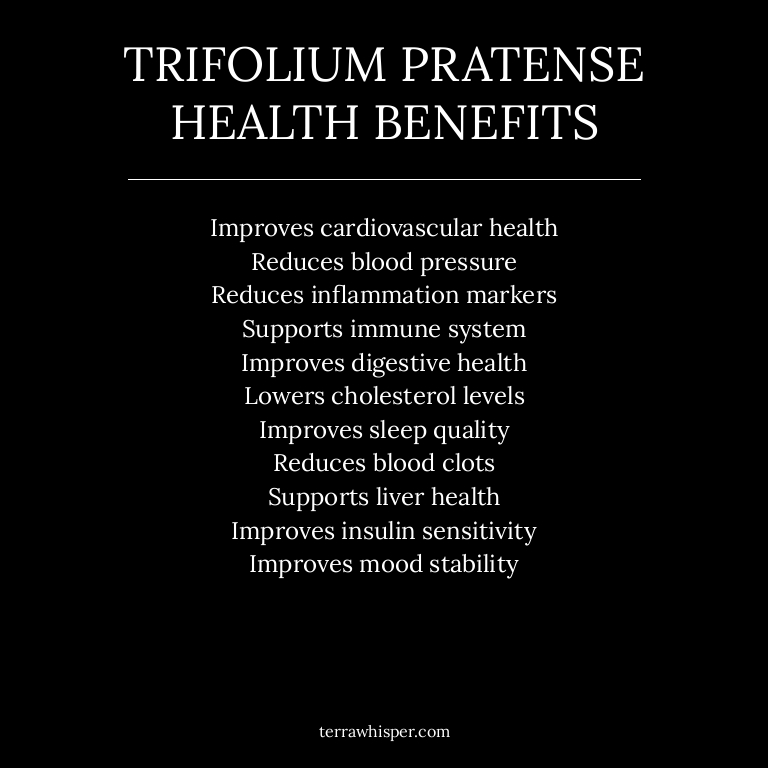 TRIFOLIUM PRATENSE
HEALTH BENEFITS
Improves cardiovascular health
Reduces blood pressure
Reduces inflammation markers
Supports immune system
Improves digestive health
Lowers cholesterol levels
Improves sleep quality
Reduces blood clots
Supports liver health
Improves insulin sensitivity
Improves mood stability
terrawhisper.com